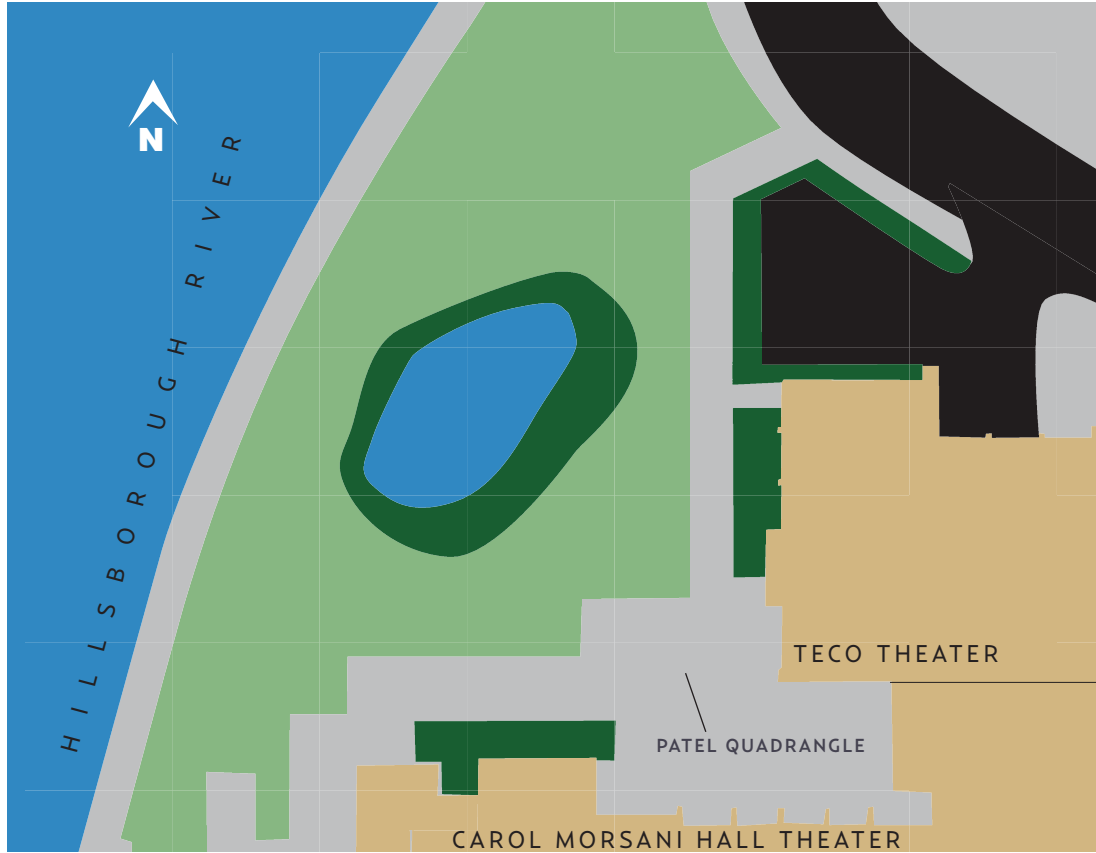 N
HILLSBOROUGH RIVER
TECO THEATER
PATEL QUADRANGLE
CAROL MORSANI HALL THEATER